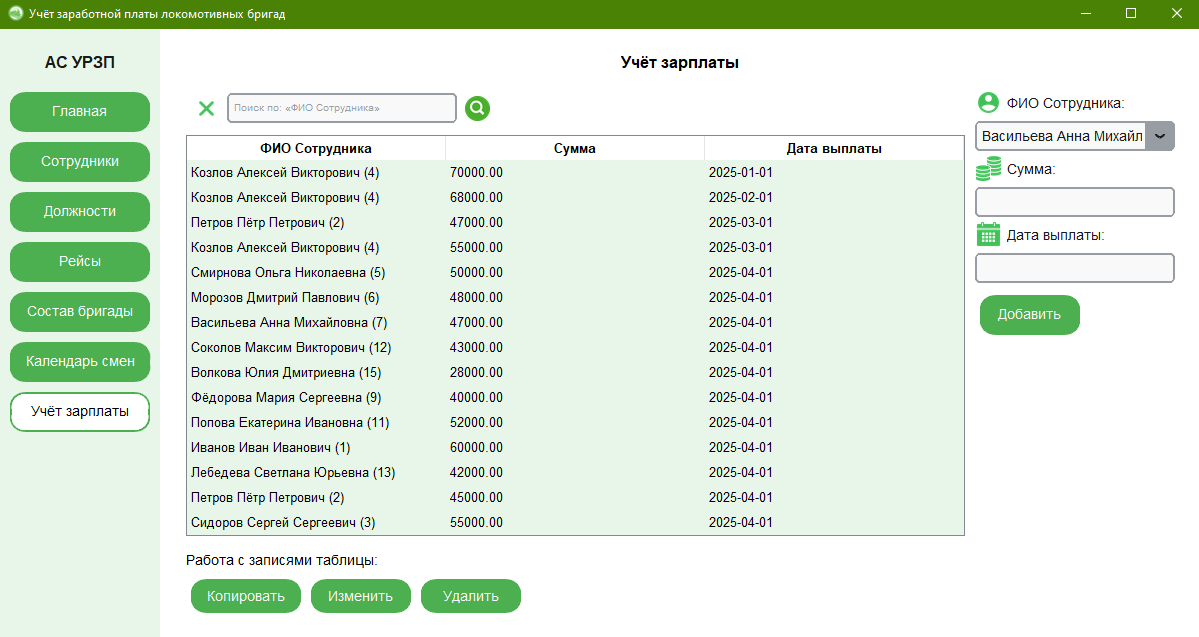 Учёт заработной платы локомотивных бригад
АС УРЗП
Главная
Сотрудники
Должности
Рейсы
Состав бригады
Календарь смен
Учёт зарплаты
Учёт зарплаты
Поиск по: «ФИО Сотрудника»
ФИО Сотрудника Сумма Дата выплаты
Козлов Алексей Викторович (4) 70000.00 2025-01-01
Козлов Алексей Викторович (4) 68000.00 2025-02-01
Петров Пётр Петрович (2) 47000.00 2025-03-01
Козлов Алексей Викторович (4) 55000.00 2025-03-01
Смирнова Ольга Николаевна (5) 50000.00 2025-04-01
Морозов Дмитрий Павлович (6) 48000.00 2025-04-01
Васильева Анна Михайловна (7) 47000.00 2025-04-01
Соколов Максим Викторович (12) 43000.00 2025-04-01
Волкова Юлия Дмитриевна (15) 28000.00 2025-04-01
Фёдорова Мария Сергеевна (9) 40000.00 2025-04-01
Попова Екатерина Ивановна (11) 52000.00 2025-04-01
Иванов Иван Иванович (1) 60000.00 2025-04-01
Лебедева Светлана Юрьевна (13) 42000.00 2025-04-01
Петров Пётр Петрович (2) 45000.00 2025-04-01
Сидоров Сергей Сергеевич (3) 55000.00 2025-04-01
Работа с записями таблицы:
Копировать
Изменить
Удалить
ФИО Сотрудника:
Васильева Анна Михайл
Сумма:
Дата выплаты:
Добавить